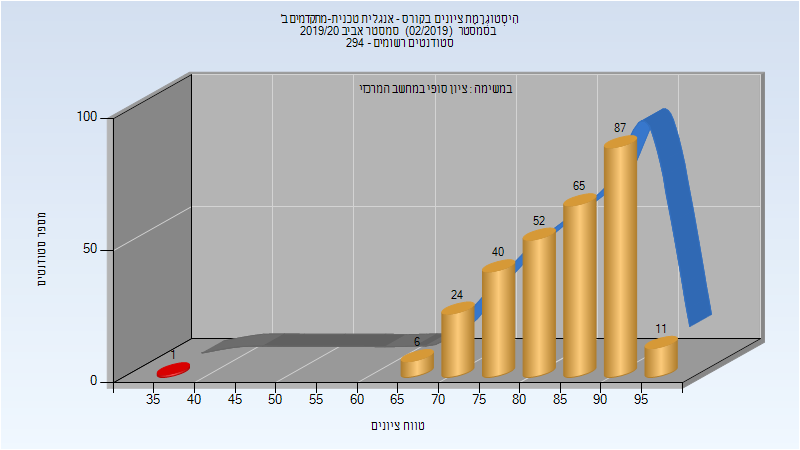 הִיסטוֹגרָמַת ציונים בקורס - אנגלית טכנית-מתקדמים ב'
בסמסטר (02/2019) סמסטר אביב 2019/20
סטודנטים רשומים - 294
במשימה : ציון סופי במחשב המרכזי
מספר סטודנטים
100
50
0
1
6
24
40
52
65
87
11
35 40 45 50 55 60 65 70 75 80 85 90 95
טווח ציונים